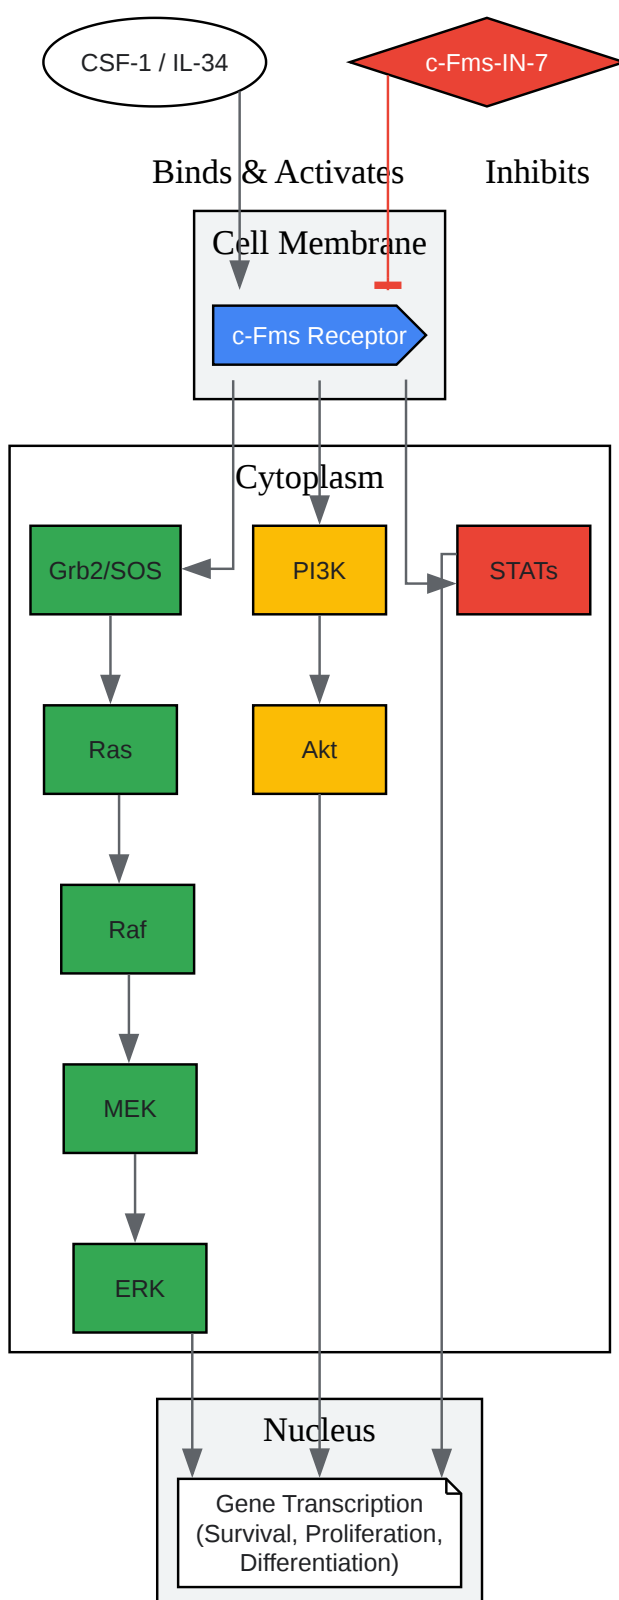 CSF-1 / IL-34
c-Fms-IN-7
Binds & Activates
Inhibits
Cell Membrane
c-Fms Receptor
Cytoplasm
Grb2/SOS
PI3K
STATs
Ras
Akt
Raf
MEK
ERK
Nucleus
Gene Transcription
(Survival, Proliferation,
Differentiation)